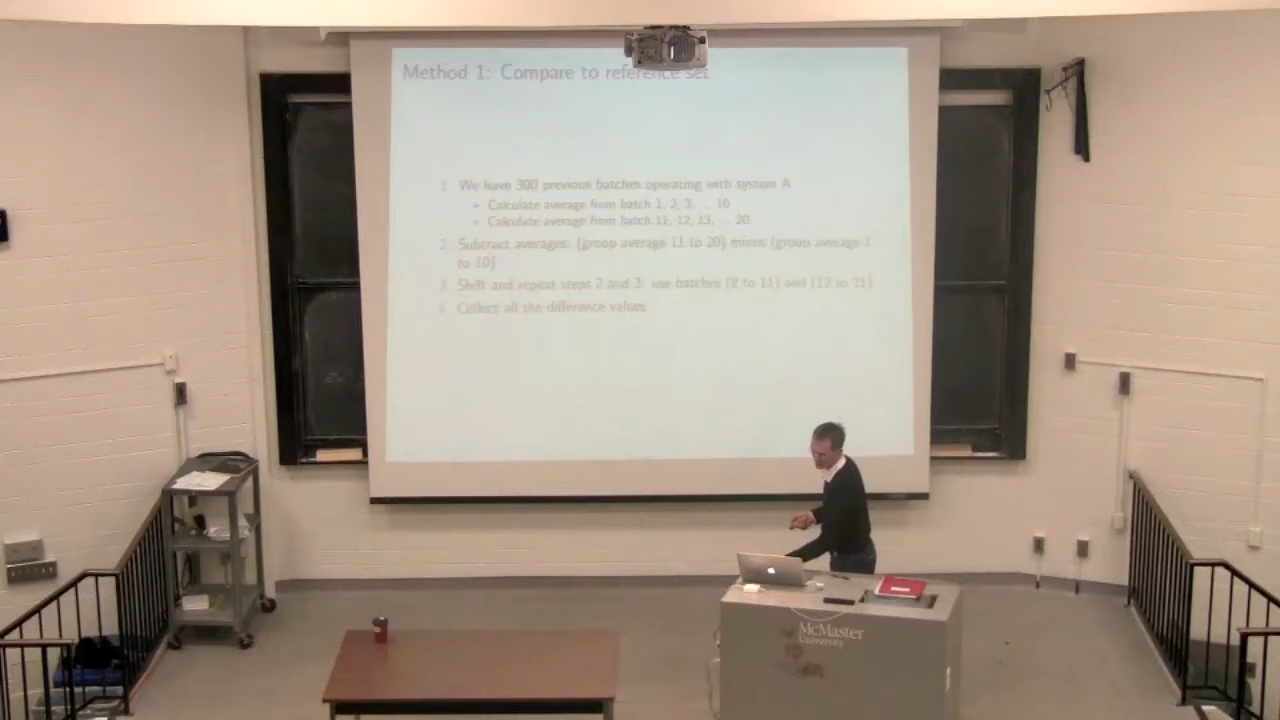 Method 1: Compare to reference set
1 We have 300 previous batches operating with system A
Calculate average from batch 1, 2, 3, ... 10
Calculate average from batch 11, 12, 13, ... 20
2 Subtract averages: (group average 11 to 20) minus (group average 1
to 10)
3 Shift and repeat steps 2 and 3: use batches (2 to 11) and (12 to 21)
4 Collect all the difference values
McMaster
University